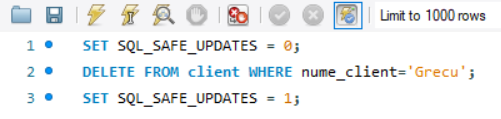 Limit to 1000 rows
1 SET SQL_SAFE_UPDATES = 0;
2 DELETE FROM client WHERE nume_client='Grecu';
3 SET SQL_SAFE_UPDATES = 1;